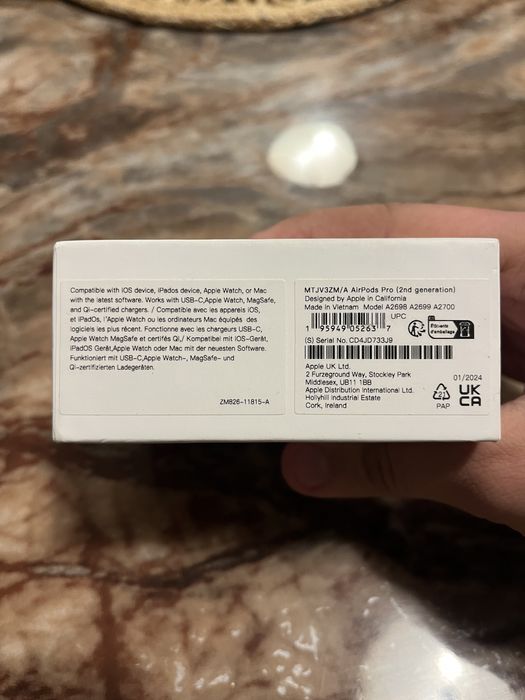 Compatible with iOS device, iPados device, Apple Watch, or Mac
with the latest software. Works with USB-C,Apple Watch, MagSafe,
and Qi-certified chargers. / Compatible avec les appareils iOS,
et iPadOs, l'Apple Watch ou les ordinateurs Mac équipés des
logiciels les plus récent. Fonctionne avec les chargeurs USB-C,
Apple Watch MagSafe et certifés Qi./ Kompatibel mit iOS-Gerät,
iPadOS Gerät,Apple Watch oder Mac mit der neuesten Software.
Funktioniert mit USB-C,Apple Watch-, MagSafe- und
Qi-zertifizierten Ladegeräten.
ZM826-11815-A
MTJV3ZM/A AirPods Pro (2nd generation)
Designed by Apple in California
Made in Vietnam Model A2698 A2699 A2700
UPC
1 95949 05263 7
(S) Serial No. CD4JD733J9
Apple UK Ltd.
2 Furzeground Way, Stockley Park
Middlesex, UB11 1BB
Apple Distribution International Ltd.
Hollyhill Industrial Estate
Cork, Ireland
01/2024
21
PAP
UK
CA